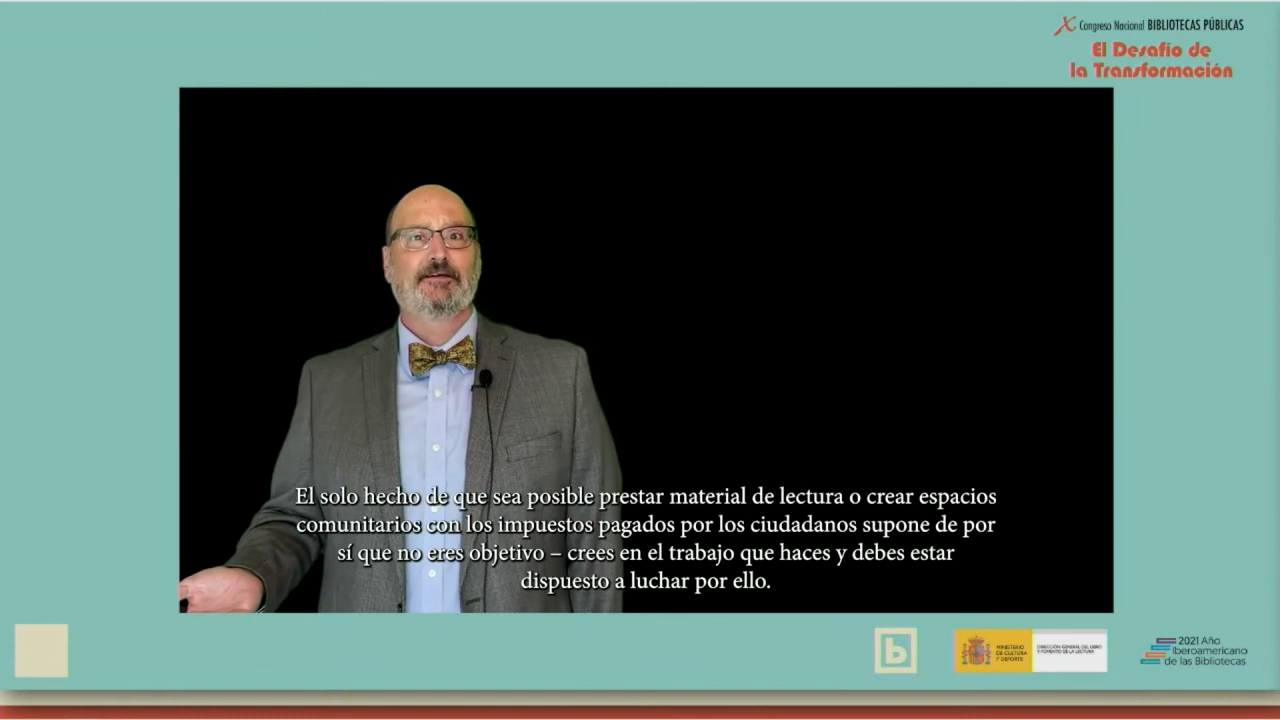 X Congreso Nacional BIBLIOTECAS PÚBLICAS
El Desafío de
la Transformación
El solo hecho de que sea posible prestar material de lectura o crear espacios
comunitarios con los impuestos pagados por los ciudadanos supone de por
sí que no eres objetivo – crees en el trabajo que haces y debes estar
dispuesto a luchar por ello.
b
MINISTERIO
DE CULTURA
Y DEPORTE
DIRECCIÓN GENERAL DEL LIBRO
Y FOMENTO DE LA LECTURA
2021 Año
Iberoamericano
de las Bibliotecas